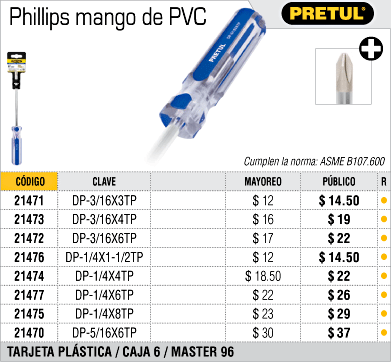 Phillips mango de PVC
PRETUL®
PRETUL
Cumplen la norma: ASME B107.600
CÓDIGO CLAVE MAYOREO PÚBLICO R
21471 DP-3/16X3TP $ 12 $ 14.50
21473 DP-3/16X4TP $ 16 $ 19
21472 DP-3/16X6TP $ 17 $ 22
21476 DP-1/4X1-1/2TP $ 12 $ 14.50
21474 DP-1/4X4TP $ 18.50 $ 22
21477 DP-1/4X6TP $ 22 $ 26
21475 DP-1/4X8TP $ 23 $ 29
21470 DP-5/16X6TP $ 30 $ 37
TARJETA PLÁSTICA / CAJA 6 / MASTER 96